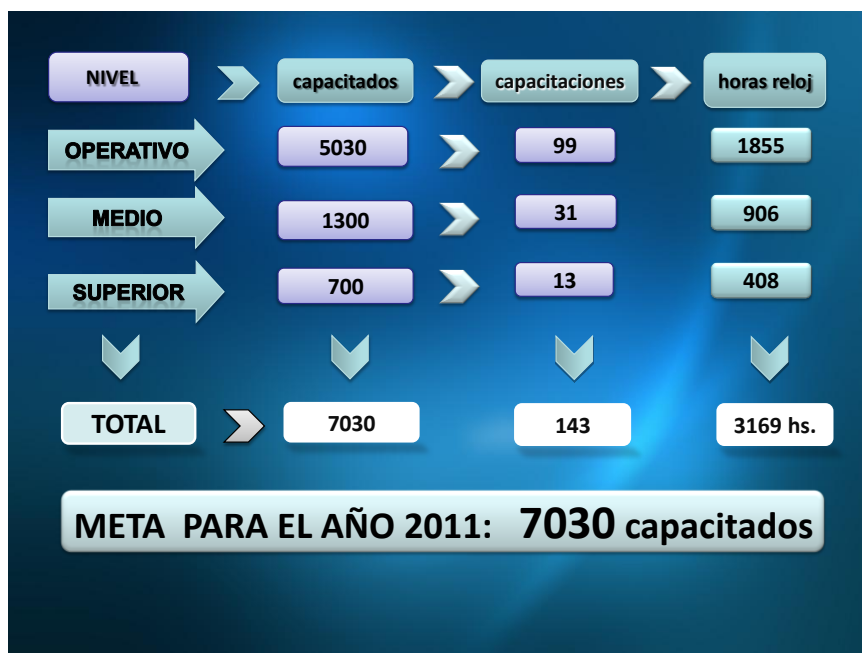 NIVEL capacitados capacitaciones horas reloj
OPERATIVO 5030 99 1855
MEDIO 1300 31 906
SUPERIOR 700 13 408
TOTAL 7030 143 3169 hs.
META PARA EL AÑO 2011: 7030 capacitados